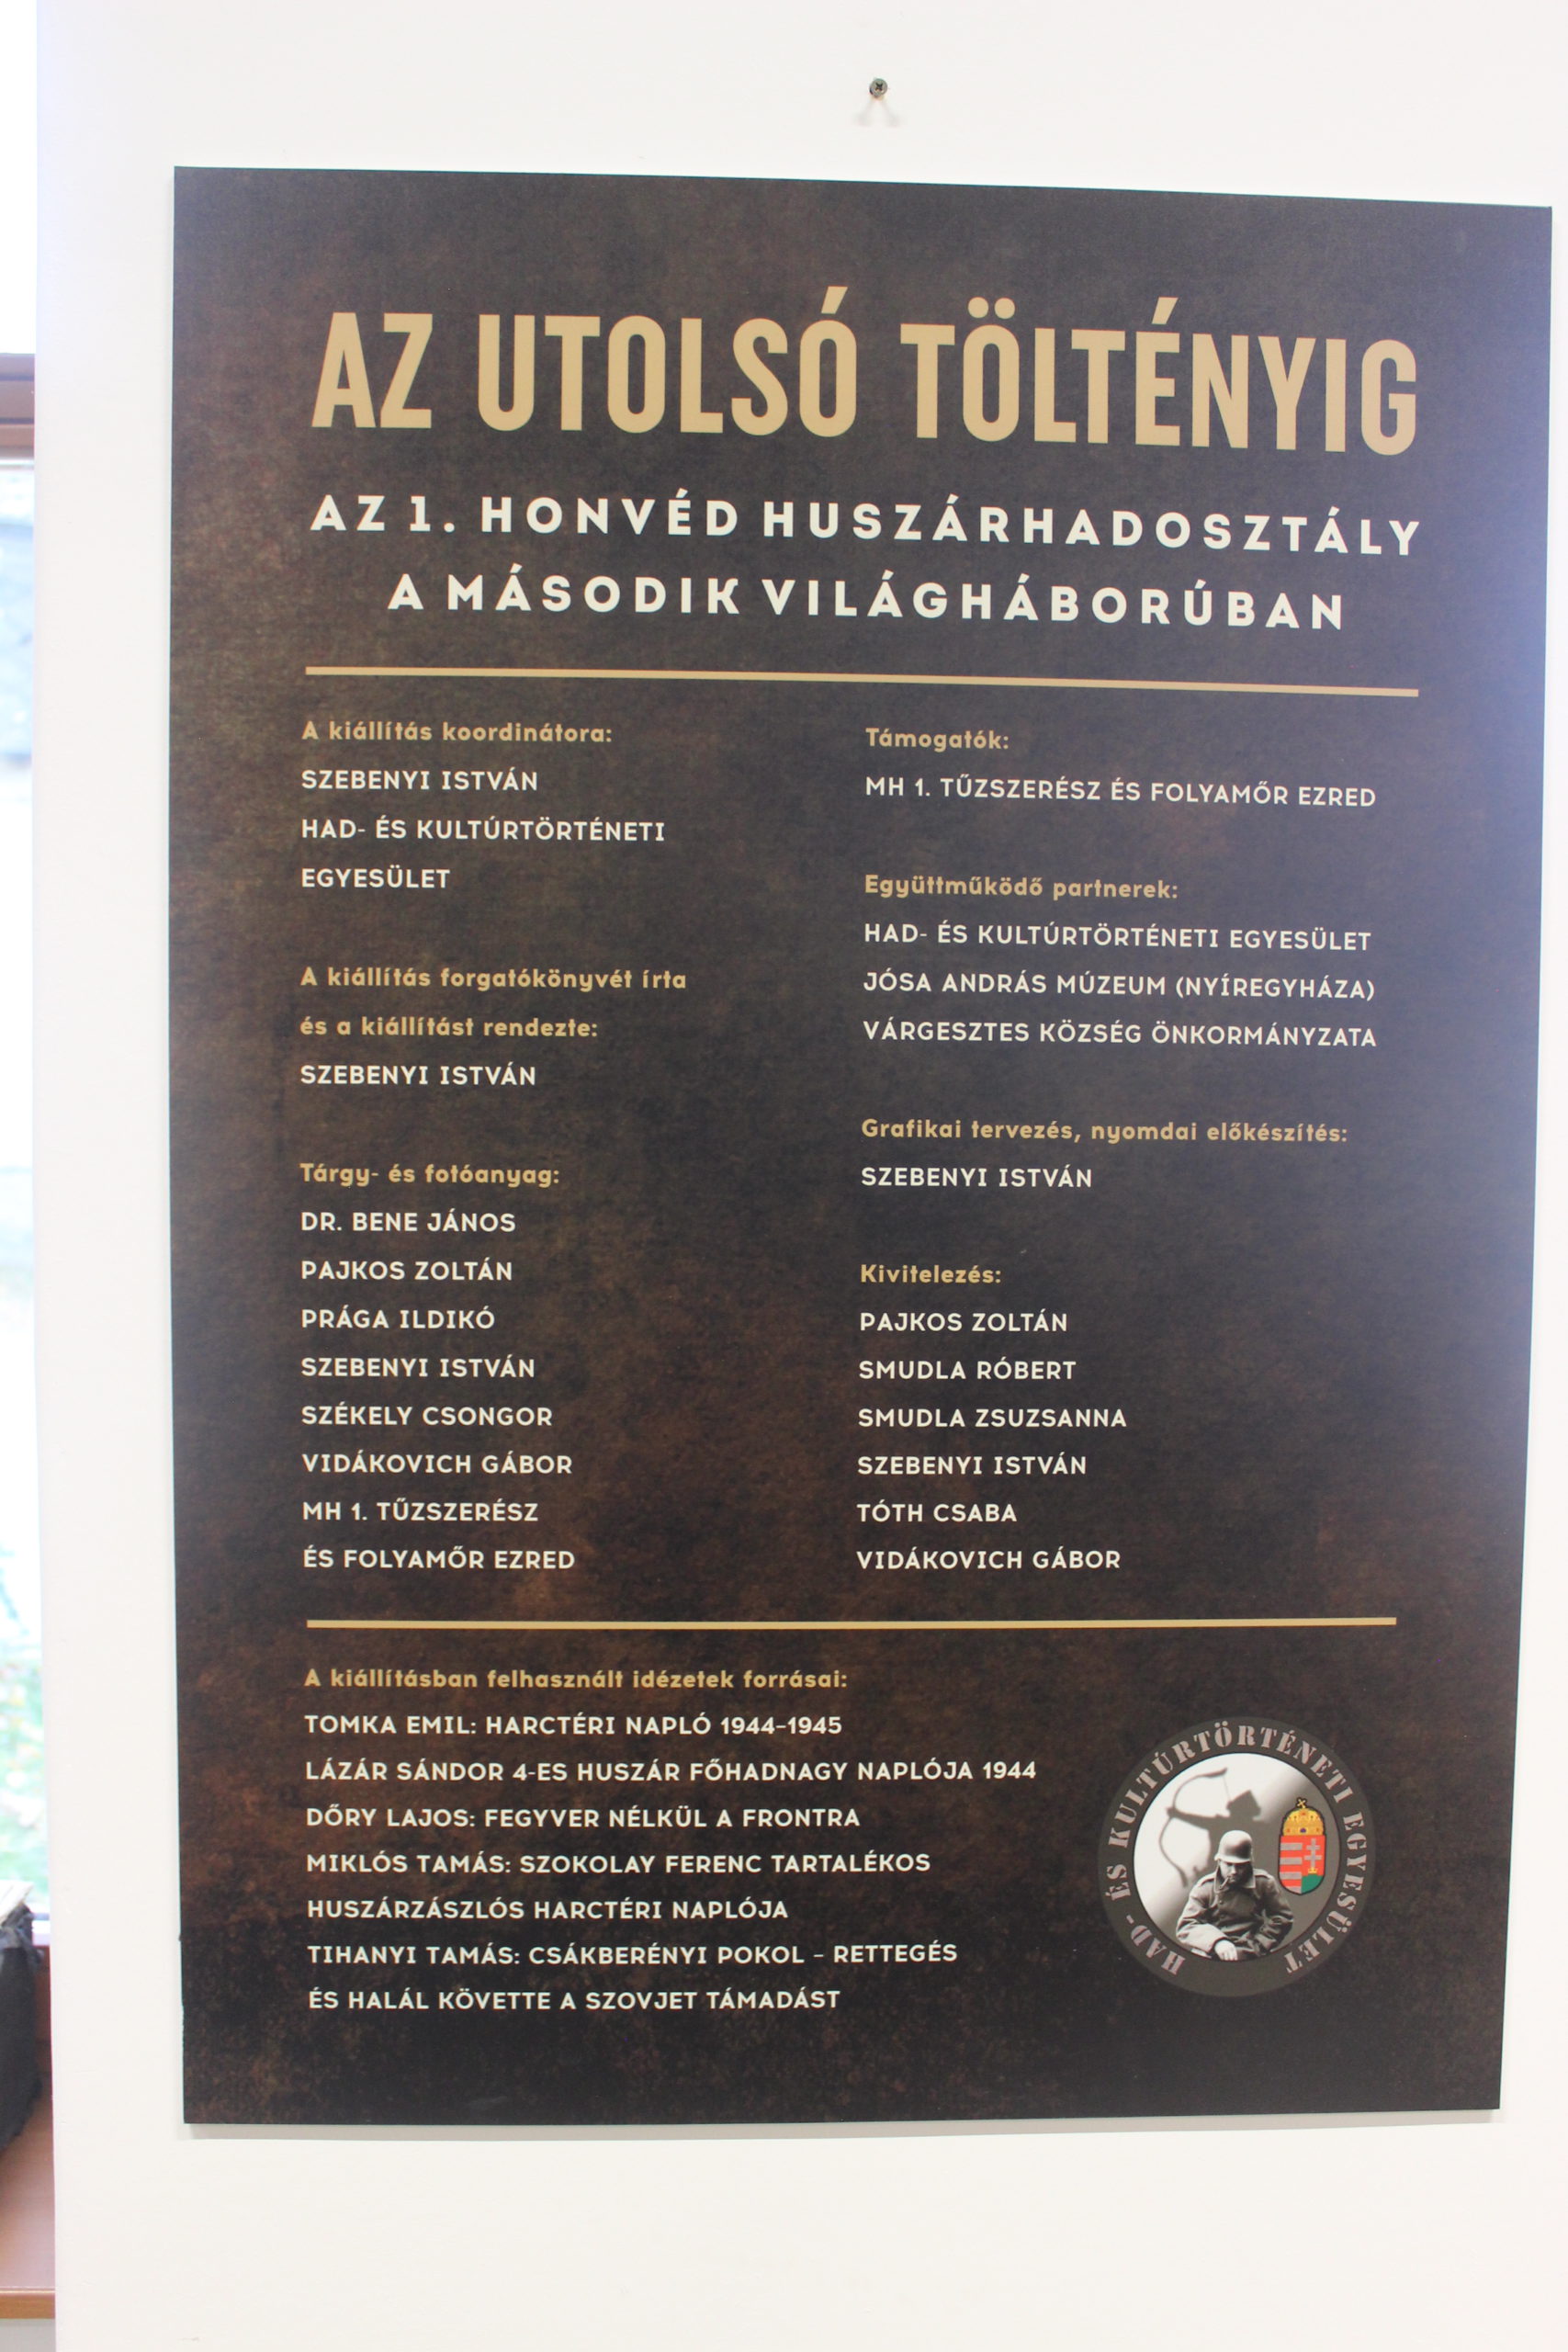 AZ UTOLSÓ TÖLTÉNYIG
AZ 1. HONVÉD HUSZÁRHADOSZTÁLY
A MÁSODIK VILÁGHÁBORÚBAN
A kiállítás koordinátora:
SZEBENYI ISTVÁN
HAD- ÉS KULTÚRTÖRTÉNETI
EGYESÜLET
A kiállítás forgatókönyvét írta
és a kiállítást rendezte:
SZEBENYI ISTVÁN
Tárgy- és fotóanyag:
DR. BENE JÁNOS
PAJKOS ZOLTÁN
PRÁGA ILDIKÓ
SZEBENYI ISTVÁN
SZÉKELY CSONGOR
VIDÁKOVICH GÁBOR
MH 1. TŰZSZERÉSZ
ÉS FOLYAMŐR EZRED
Támogatók:
MH 1. TŰZSZERÉSZ ÉS FOLYAMŐR EZRED
Együttműködő partnerek:
HAD- ÉS KULTÚRTÖRTÉNETI EGYESÜLET
JÓSA ANDRÁS MÚZEUM (NYÍREGYHÁZA)
VÁRGESZTES KÖZSÉG ÖNKORMÁNYZATA
Grafikai tervezés, nyomdai előkészítés:
SZEBENYI ISTVÁN
Kivitelezés:
PAJKOS ZOLTÁN
SMUDLA RÓBERT
SMUDLA ZSUZSANNA
SZEBENYI ISTVÁN
TÓTH CSABA
VIDÁKOVICH GÁBOR
A kiállításban felhasznált idézetek forrásai:
TOMKA EMIL: HARCTÉRI NAPLÓ 1944-1945
LÁZÁR SÁNDOR 4-ES HUSZÁR FŐHADNAGY NAPLÓJA 1944
DŐRY LAJOS: FEGYVER NÉLKÜL A FRONTRA
MIKLÓS TAMÁS: SZOKOLAY FERENC TARTALÉKOS
HUSZÁRZÁSZLÓS HARCTÉRI NAPLÓJA
TIHANYI TAMÁS: CSÁKBERÉNYI POKOL – RETTEGÉS
ÉS HALÁL KÖVETTE A SZOVJET TÁMADÁST
HAD- ÉS KULTÚRTÖRTÉNETI EGYESÜLET